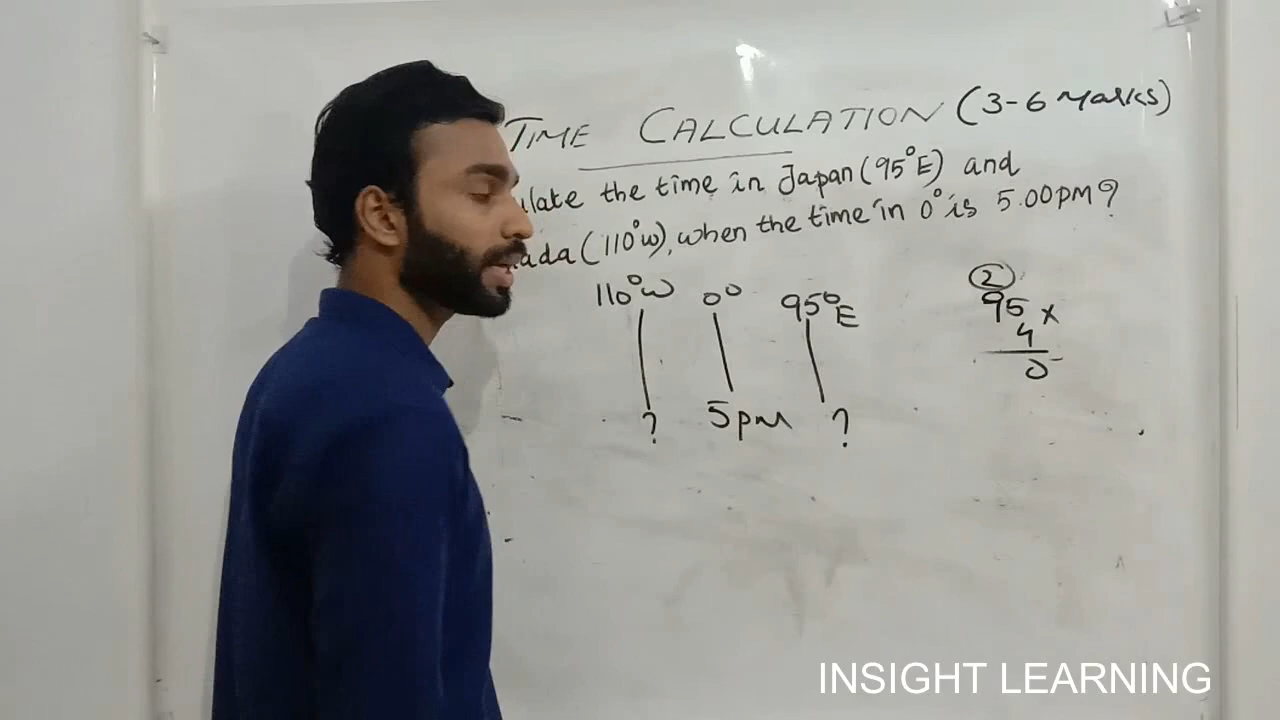 TIME CALCULATION (3-6 Marks)
ulate the time in Japan (95°E) and
ada (110°W), when the time in 0° is 5.00pm?
110°W 0° 95°E
? 5pm ?
2
95 x
4
0
INSIGHT LEARNING